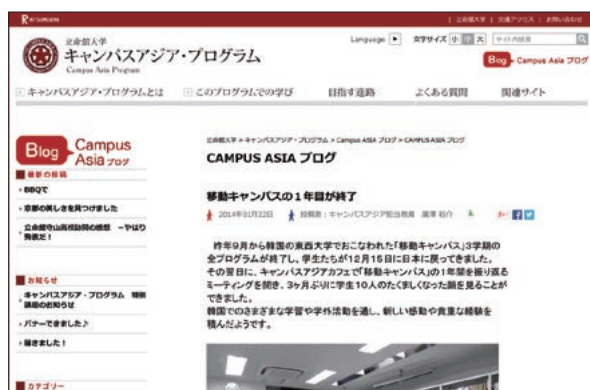 RITSUMEIKAN
立命館大学 | 交通アクセス | お問い合わせ
立命館大学
キャンパスアジア・プログラム
Campus Asia Program
Language
文字サイズ 小 中 大 サイト内検索
Blog Campus Asia ブログ
キャンパスアジア・プログラムとは このプログラムでの学び 目指す進路 よくある質問 関連サイト
Blog Campus Asia ブログ
最新の投稿
BBQで
京都の美しさを見つけました
立命館守山高校訪問の感想 -やはり
発表だ!
お知らせ
キャンパスアジア・プログラム 特別
講座のお知らせ
バナーできました♪
届きました!
カテゴリー
立命館大学 > キャンパスアジア・プログラム > Campus ASIA ブログ > CAMPUS ASIA ブログ
CAMPUS ASIA ブログ
移動キャンパスの1年目が終了
2014年01月22日 投稿者:キャンパスアジア担当教員 廣澤 裕介
昨年9月から韓国の東西大学でおこなわれた「移動キャンパス」3学期の
全プログラムが終了し、学生たちが12月15日に日本に戻ってきました。
その翌日に、キャンパスアジアカフェで「移動キャンパス」の1年間を振り返る
ミーティングを開き、3ヶ月ぶりに学生10人のたくましくなった顔を見ることが
できました。
韓国でのさまざまな学習や学外活動を通し、新しい感動や貴重な経験を
積んだようです。